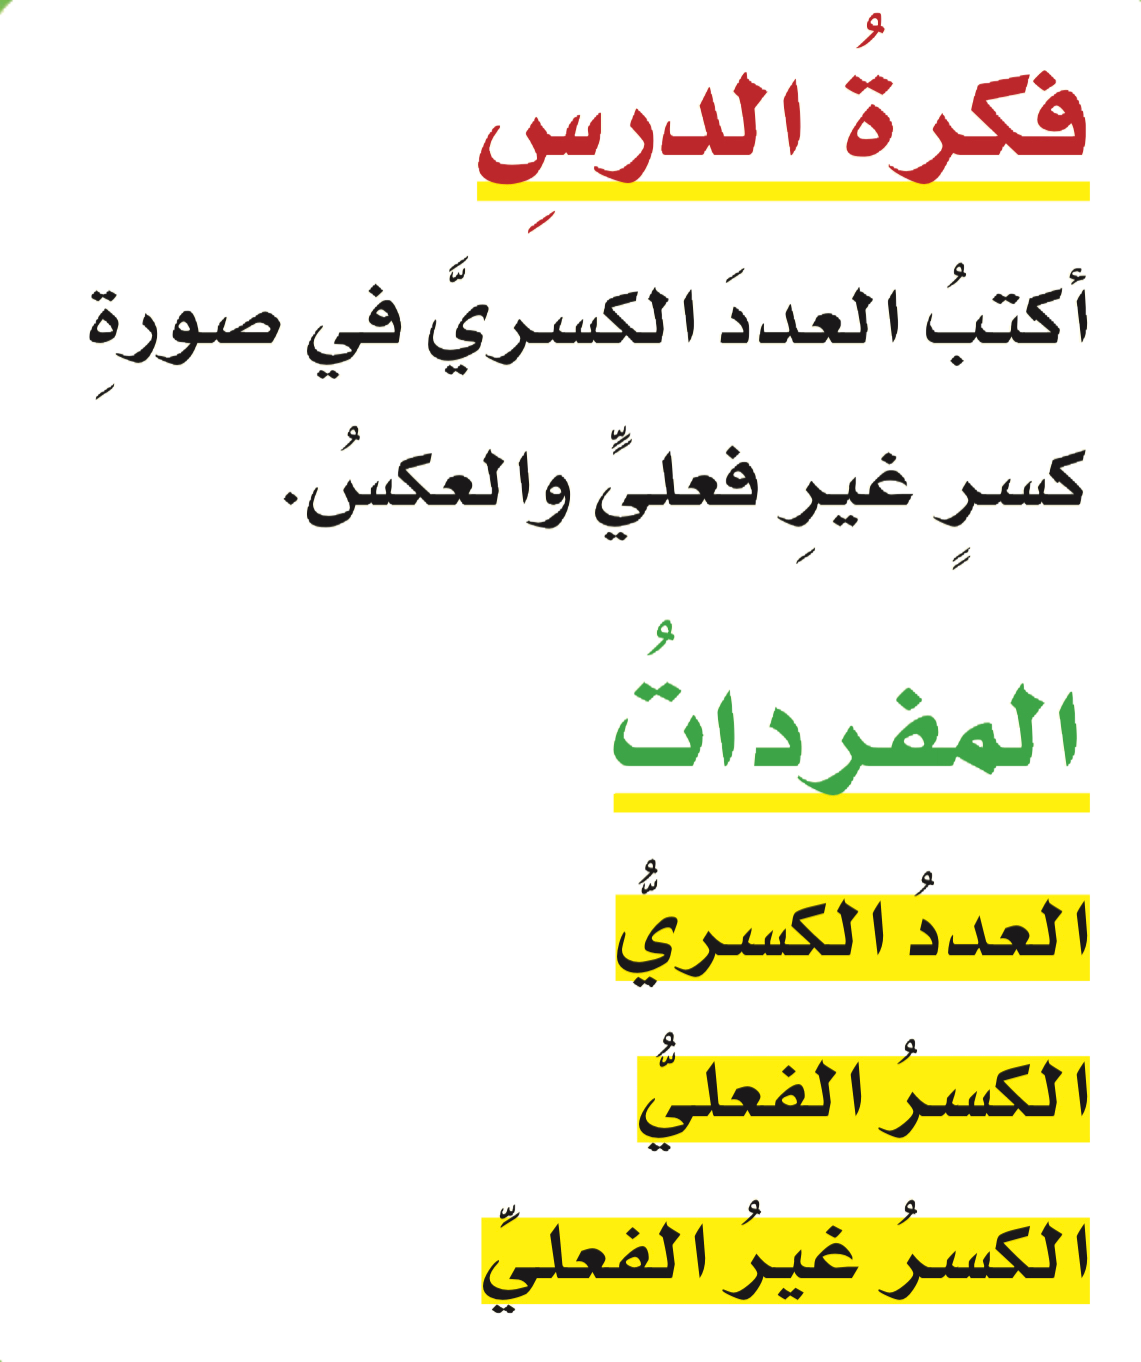 فكرةُ الدرسِ
أكتبُ العددَ الكسريَّ في صورةِ
كسرٍ غيرِ فعليٍّ والعكسُ.
المفرداتُ
العددُ الكسريُّ
الكسرُ الفعليُّ
الكسرُ غيرُ الفعليِّ